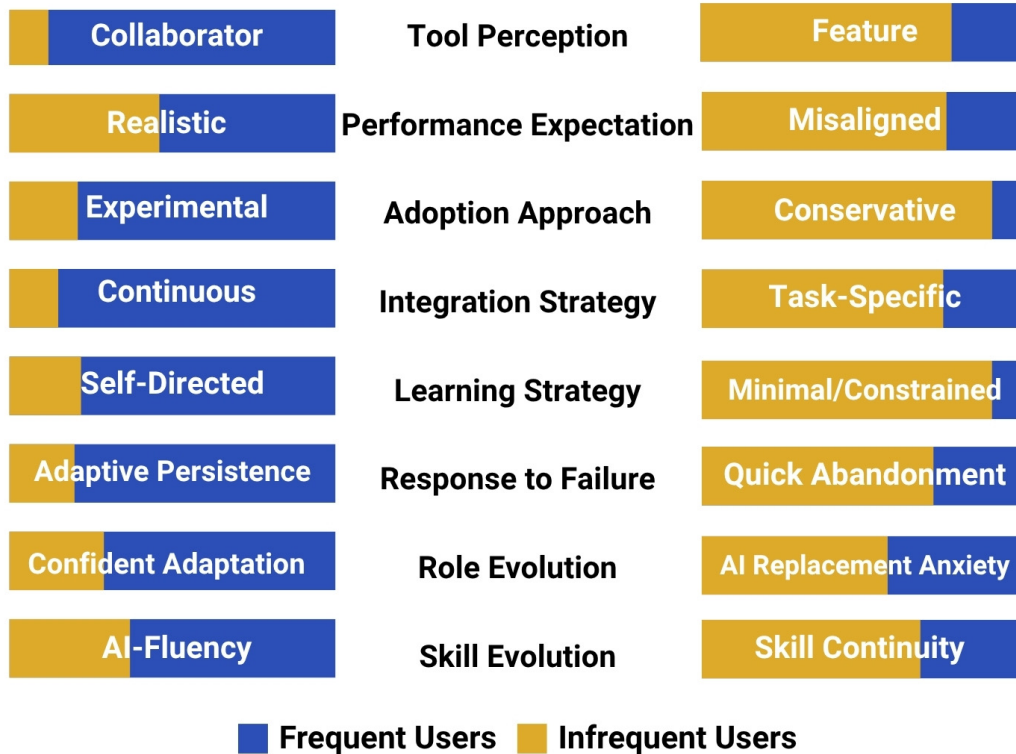 Collaborator Tool Perception Feature
Realistic Performance Expectation Misaligned
Experimental Adoption Approach Conservative
Continuous Integration Strategy Task-Specific
Self-Directed Learning Strategy Minimal/Constrained
Adaptive Persistence Response to Failure Quick Abandonment
Confident Adaptation Role Evolution AI Replacement Anxiety
AI-Fluency Skill Evolution Skill Continuity
Frequent Users Infrequent Users